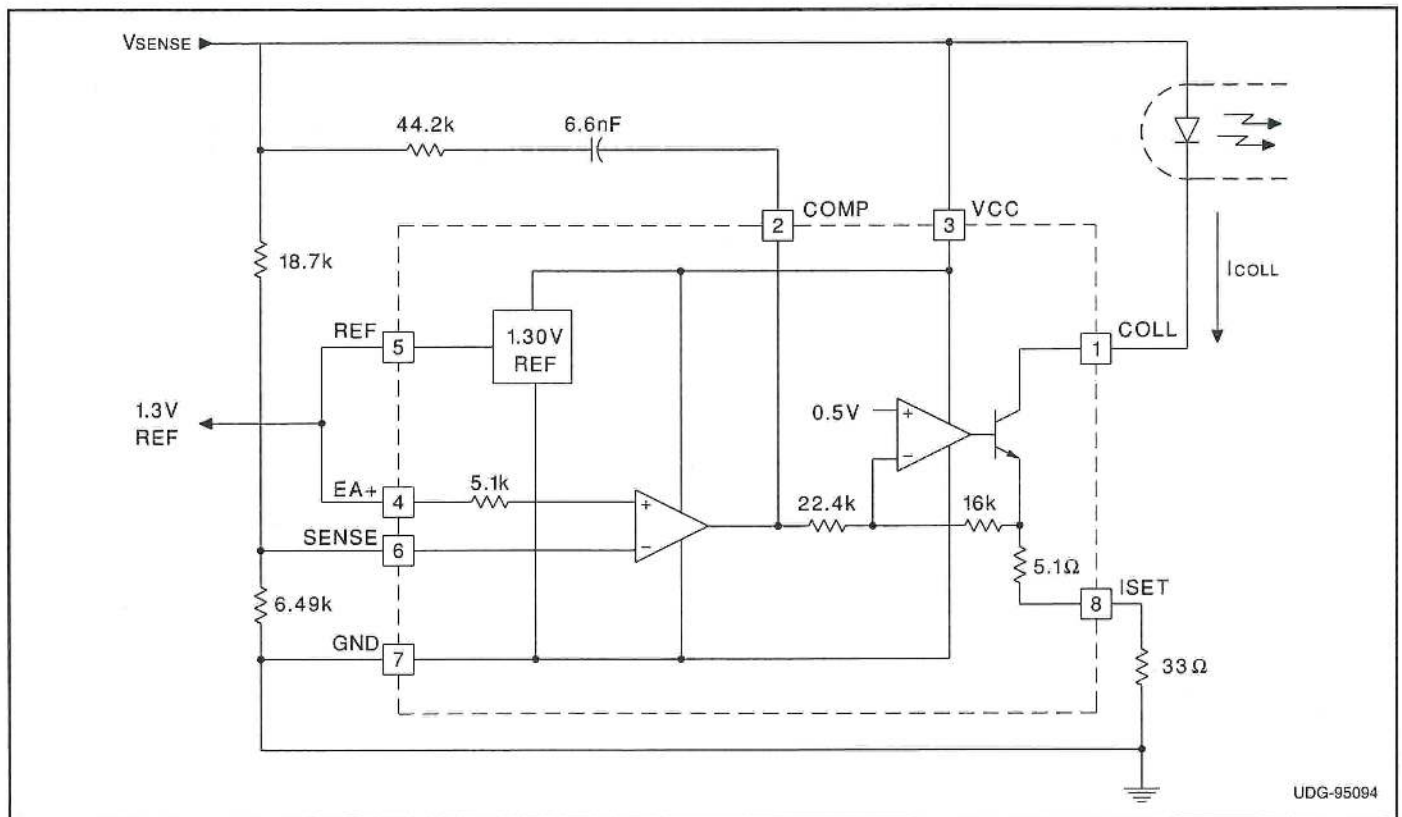 VSENSE
44.2k
6.6nF
COMP
2
VCC
3
18.7k
ICOLL
REF
5
1.30V
REF
COLL
1
1.3V
REF
0.5V
+
−
EA+
4
5.1k
+
−
22.4k
16k
SENSE
6
5.1Ω
ISET
8
6.49k
GND
7
33Ω
UDG-95094